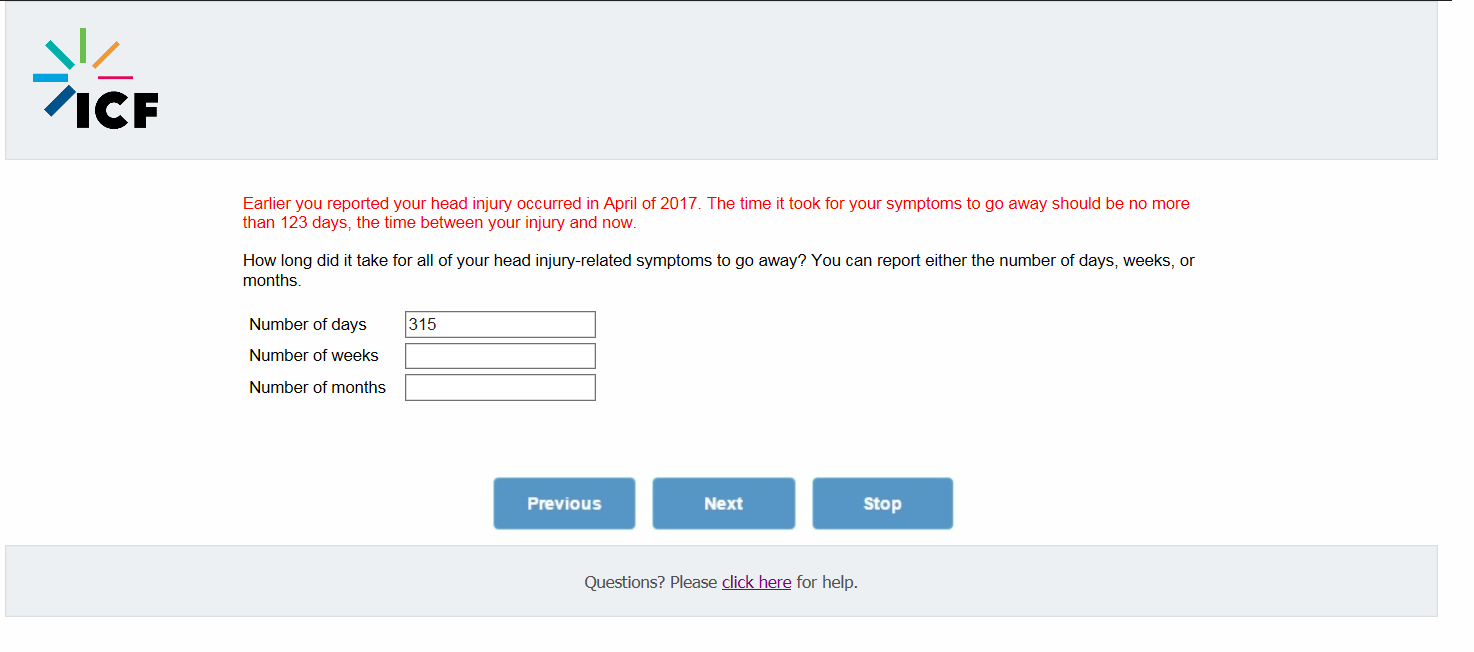 ICF
Earlier you reported your head injury occurred in April of 2017. The time it took for your symptoms to go away should be no more
than 123 days, the time between your injury and now.
How long did it take for all of your head injury-related symptoms to go away? You can report either the number of days, weeks, or
months.
Number of days 315
Number of weeks
Number of months
Previous Next Stop
Questions? Please click here for help.